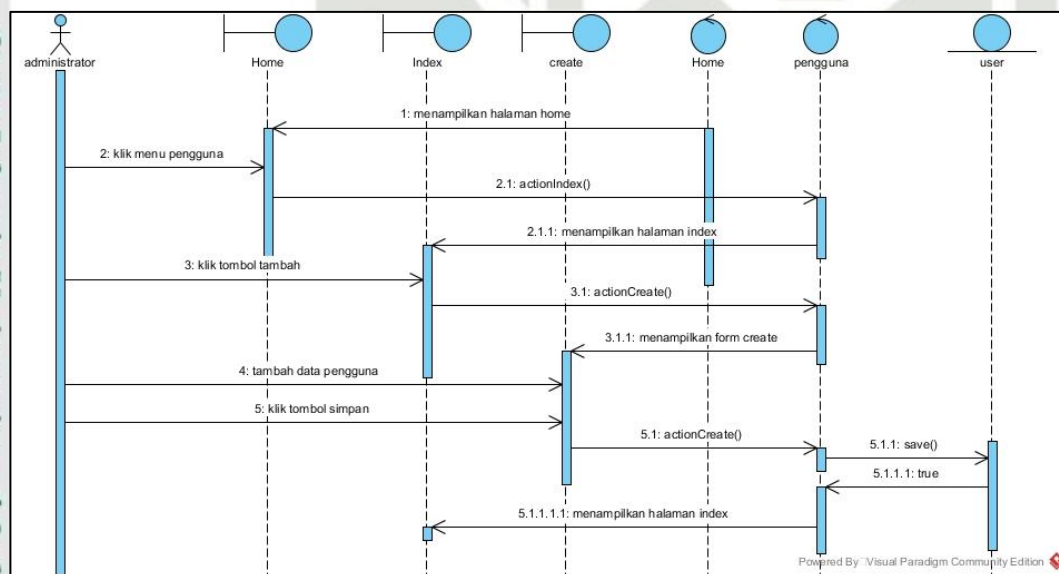 administrator
Home
Index
create
Home
pengguna
user
1: menampilkan halaman home
2: klik menu pengguna
2.1: actionIndex()
2.1.1: menampilkan halaman index
3: klik tombol tambah
3.1: actionCreate()
3.1.1: menampilkan form create
4: tambah data pengguna
5: klik tombol simpan
5.1: actionCreate()
5.1.1: save()
5.1.1.1: true
5.1.1.1.1: menampilkan halaman index
Powered By Visual Paradigm Community Edition